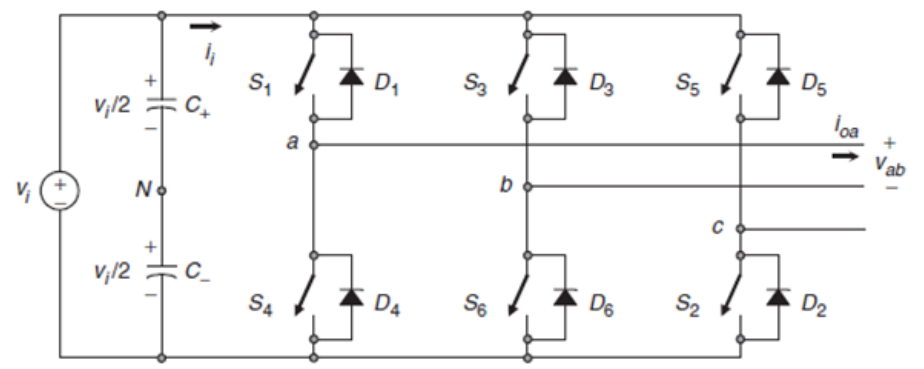 i_i
+
S_1 D_1 S_3 D_3 S_5 D_5
v_i/2 C_+
−
i_oa
a
+
v_ab
−
v_i + − N
b
c
+
v_i/2 C_−
−
S_4 D_4 S_6 D_6 S_2 D_2